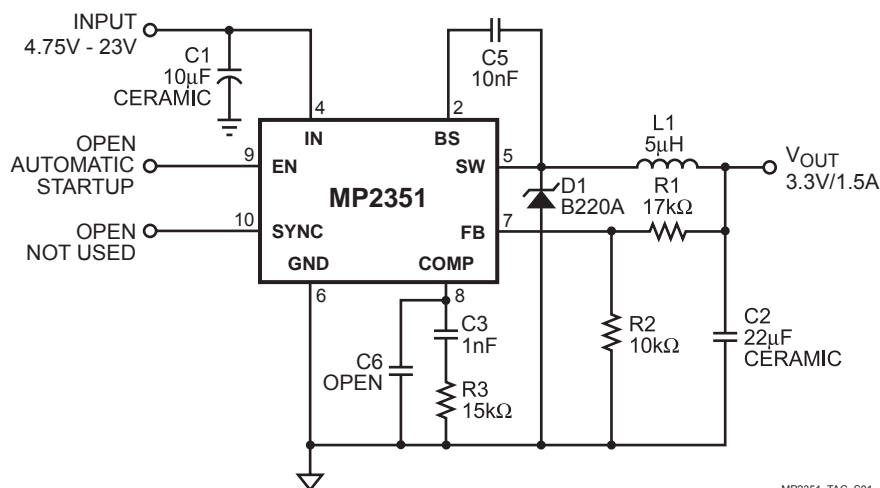 INPUT
4.75V - 23V
C1
10µF
CERAMIC
C5
10nF
4
2
IN
BS
L1
5µH
OPEN
AUTOMATIC
STARTUP
9
EN
SW
5
VOUT
3.3V/1.5A
MP2351
D1
B220A
R1
17kΩ
OPEN
NOT USED
10
SYNC
FB
7
GND
COMP
6
8
C3
1nF
C6
OPEN
R3
15kΩ
R2
10kΩ
C2
22µF
CERAMIC
MP2351_TAC_S01